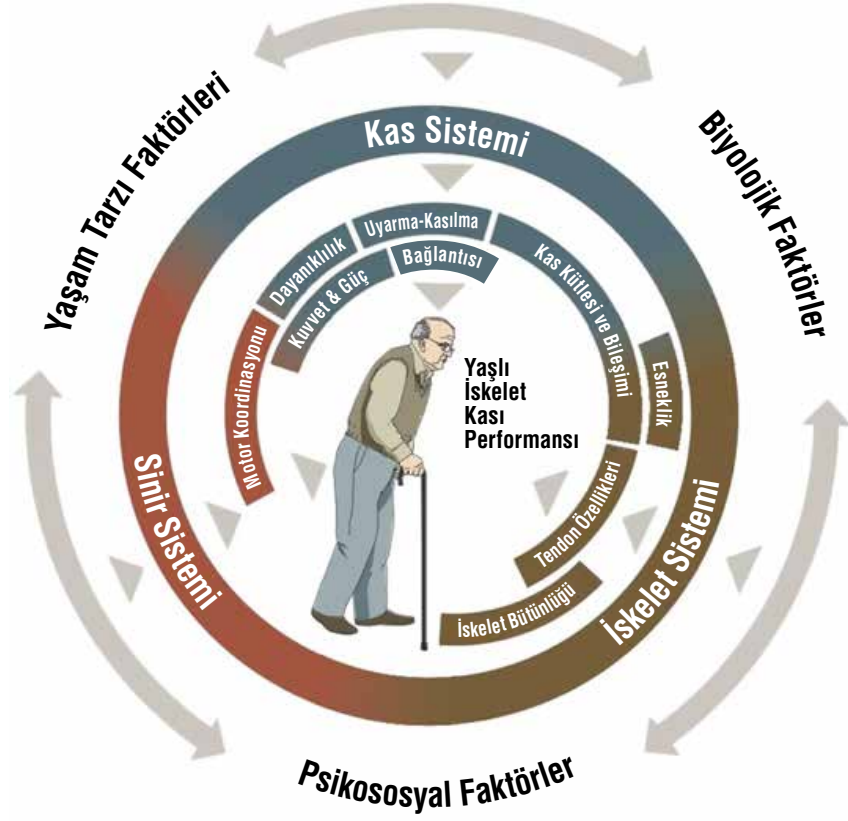 Yaşam Tarzı Faktörleri
Biyolojik Faktörler
Kas Sistemi
Uyarma-Kasılma
Bağlantısı
Dayanıklılık
Kuvvet & Güç
Kas Kütlesi ve Bileşimi
Esneklik
Motor Koordinasyonu
Yaşlı
İskelet
Kası
Performansı
Tendon Özellikleri
İskelet Bütünlüğü
Sinir Sistemi
İskelet Sistemi
Psikososyal Faktörler